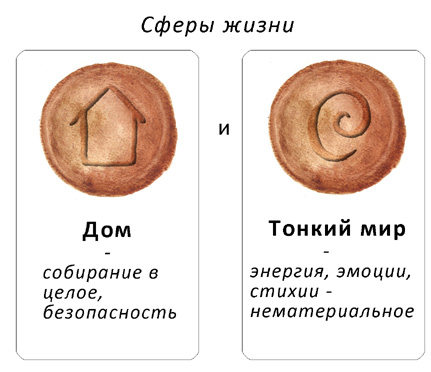 Сферы жизни
и
Дом
-
собирание в
целое,
безопасность
Тонкий мир
-
энергия, эмоции,
стихии -
нематериальное